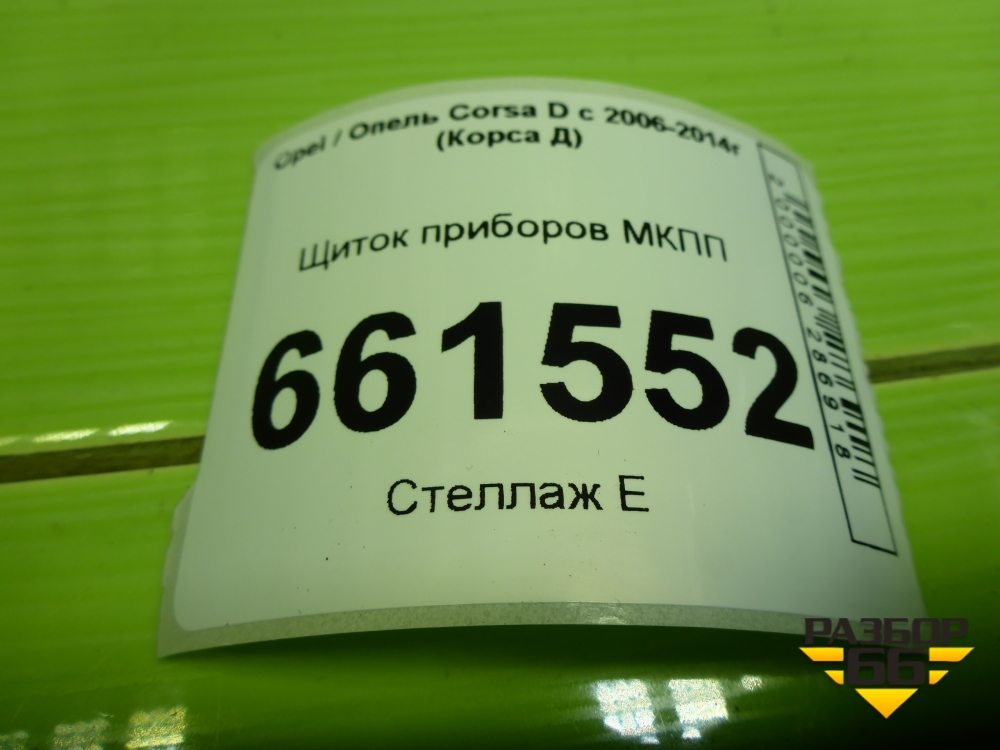 Opel / Опель Corsa D с 2006-2014г
(Корса Д)
Щиток приборов МКПП
661552
Стеллаж Е
2000006286918
РАЗБОР
66